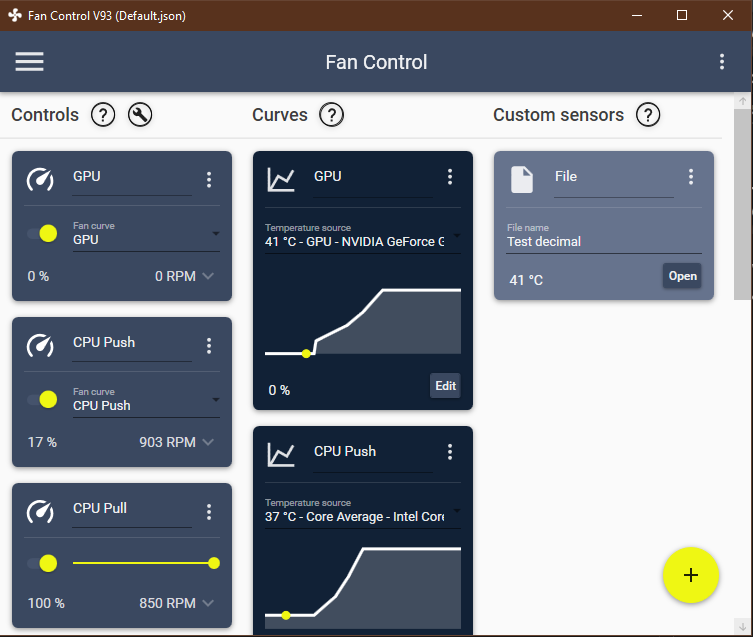 Fan Control V93 (Default.json)
Fan Control
Controls ?
Curves ?
Custom sensors ?
GPU
Fan curve
GPU
0 % 0 RPM
CPU Push
Fan curve
CPU Push
17 % 903 RPM
CPU Pull
100 % 850 RPM
GPU
Temperature source
41 °C - GPU - NVIDIA GeForce G
0 %
Edit
CPU Push
Temperature source
37 °C - Core Average - Intel Core
File
File name
Test decimal
41 °C
Open
+